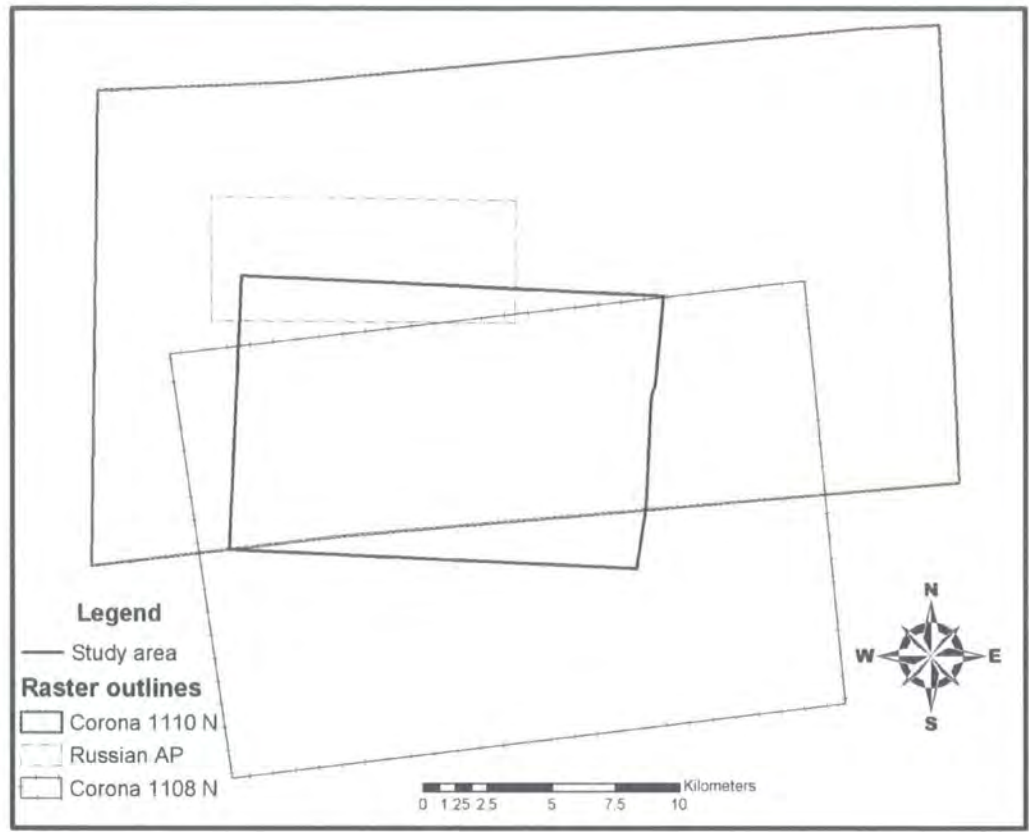 N
W E
S
Legend
Study area
Raster outlines
Corona 1110 N
Russian AP
Corona 1108 N
Kilometers
0 1.25 2.5 5 7.5 10